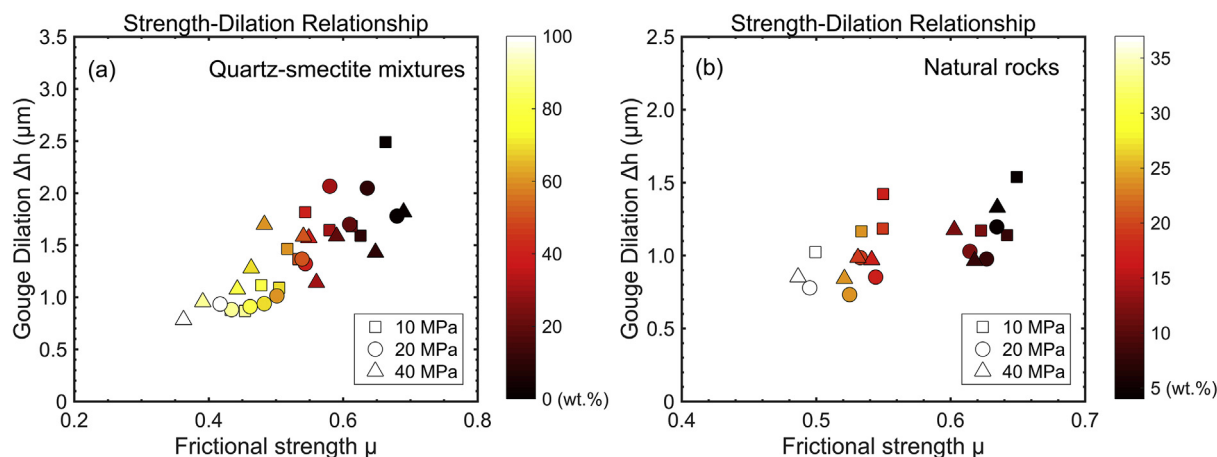 Strength-Dilation Relationship
(a)
Quartz-smectite mixtures
Gouge Dilation Δh (μm)
3.5
3.0
2.5
2.0
1.5
1.0
0.5
0
0.2
0.4
0.6
0.8
Frictional strength μ
10 MPa
20 MPa
40 MPa
100
80
60
40
20
0 (wt.%)
Strength-Dilation Relationship
(b)
Natural rocks
Gouge Dilation Δh (μm)
2.5
2.0
1.5
1.0
0.5
0
0.4
0.5
0.6
0.7
Frictional strength μ
10 MPa
20 MPa
40 MPa
35
30
25
20
15
10
5 (wt.%)